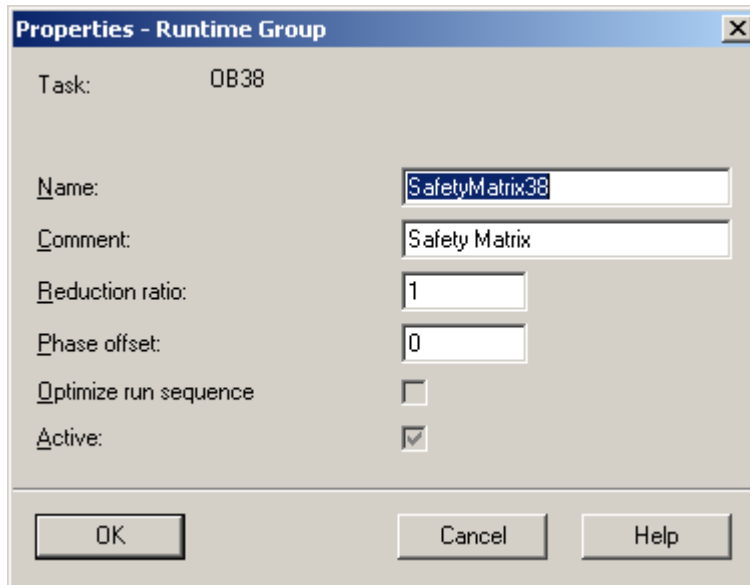 Properties - Runtime Group
Task: OB38
Name: SafetyMatrix38
Comment: Safety Matrix
Reduction ratio: 1
Phase offset: 0
Optimize run sequence
Active:
OK Cancel Help